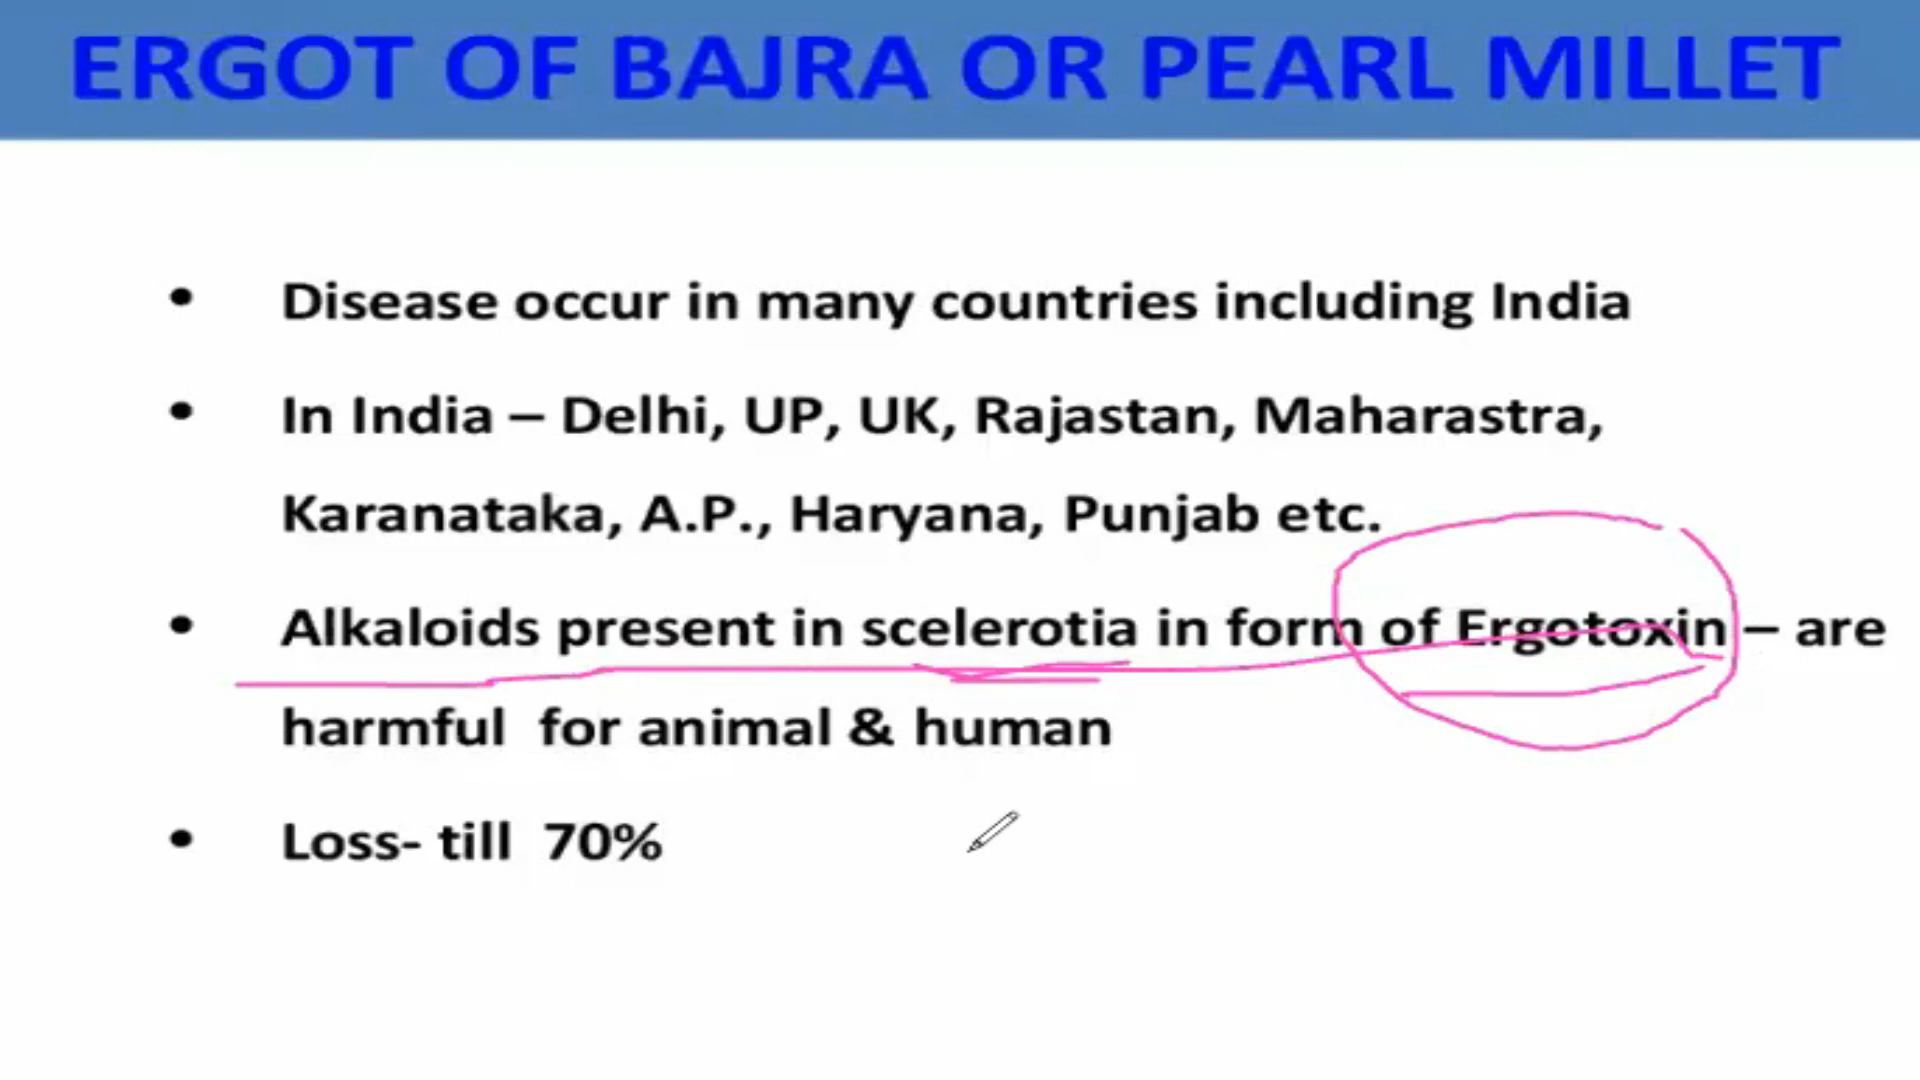 ERGOT OF BAJRA OR PEARL MILLET
• Disease occur in many countries including India
• In India – Delhi, UP, UK, Rajastan, Maharastra,
Karanataka, A.P., Haryana, Punjab etc.
• Alkaloids present in scelerotia in form of Ergotoxin – are
harmful for animal & human
• Loss- till 70%